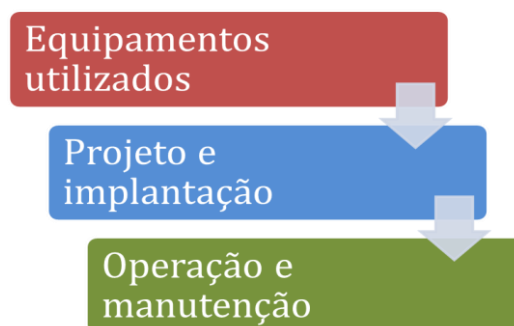 Equipamentos
utilizados
Projeto e
implantação
Operação e
manutenção